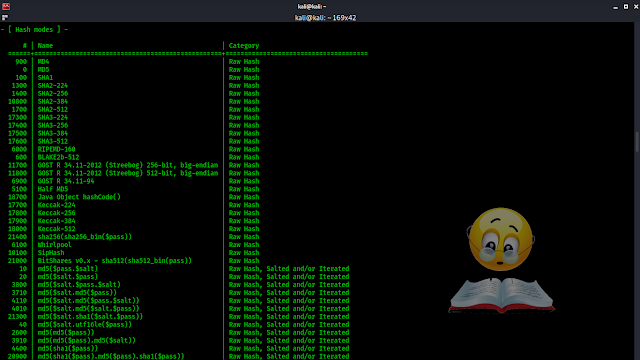 kali@kali: ~
kali@kali: ~ 169x42
- [ Hash modes ] -
# | Name | Category
======+==================================================+======================================
900 | MD4 | Raw Hash
0 | MD5 | Raw Hash
100 | SHA1 | Raw Hash
1300 | SHA2-224 | Raw Hash
1400 | SHA2-256 | Raw Hash
10800 | SHA2-384 | Raw Hash
1700 | SHA2-512 | Raw Hash
17300 | SHA3-224 | Raw Hash
17400 | SHA3-256 | Raw Hash
17500 | SHA3-384 | Raw Hash
17600 | SHA3-512 | Raw Hash
6000 | RIPEMD-160 | Raw Hash
600 | BLAKE2b-512 | Raw Hash
11700 | GOST R 34.11-2012 (Streebog) 256-bit, big-endian | Raw Hash
11800 | GOST R 34.11-2012 (Streebog) 512-bit, big-endian | Raw Hash
6900 | GOST R 34.11-94 | Raw Hash
5100 | Half MD5 | Raw Hash
18700 | Java Object hashCode() | Raw Hash
17700 | Keccak-224 | Raw Hash
17800 | Keccak-256 | Raw Hash
17900 | Keccak-384 | Raw Hash
18000 | Keccak-512 | Raw Hash
21400 | sha256(sha256_bin($pass)) | Raw Hash
6100 | Whirlpool | Raw Hash
10100 | SipHash | Raw Hash
21000 | BitShares v0.x - sha512(sha512_bin(pass)) | Raw Hash
10 | md5($pass.$salt) | Raw Hash, Salted and/or Iterated
20 | md5($salt.$pass) | Raw Hash, Salted and/or Iterated
3800 | md5($salt.$pass.$salt) | Raw Hash, Salted and/or Iterated
3710 | md5($salt.md5($pass)) | Raw Hash, Salted and/or Iterated
4110 | md5($salt.md5($pass.$salt)) | Raw Hash, Salted and/or Iterated
4010 | md5($salt.md5($salt.$pass)) | Raw Hash, Salted and/or Iterated
21300 | md5($salt.sha1($salt.$pass)) | Raw Hash, Salted and/or Iterated
40 | md5($salt.utf16le($pass)) | Raw Hash, Salted and/or Iterated
2600 | md5(md5($pass)) | Raw Hash, Salted and/or Iterated
3910 | md5(md5($pass).md5($salt)) | Raw Hash, Salted and/or Iterated
4400 | md5(sha1($pass)) | Raw Hash, Salted and/or Iterated
20900 | md5(sha1($pass).md5($pass).sha1($pass)) | Raw Hash, Salted and/or Iterated